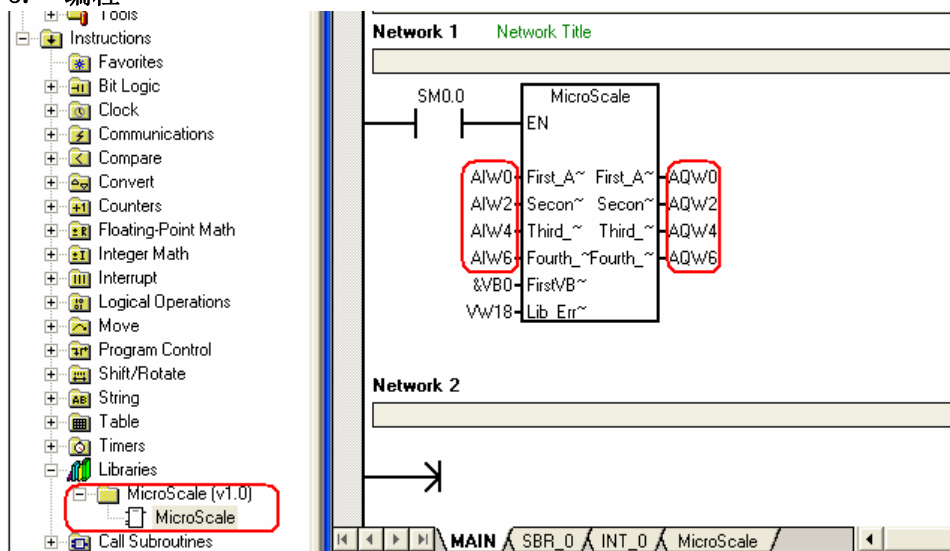 编程
Tools
Instructions
Favorites
Bit Logic
Clock
Communications
Compare
Convert
Counters
Floating-Point Math
Integer Math
Interrupt
Logical Operations
Move
Program Control
Shift/Rotate
String
Table
Timers
Libraries
MicroScale (v1.0)
MicroScale
Call Subroutines
Network 1 Network Title
SM0.0 MicroScale
EN
AIW0 First_A~ First_A~ AQW0
AIW2 Secon~ Secon~ AQW2
AIW4 Third_~ Third_~ AQW4
AIW6 Fourth_~ Fourth_~ AQW6
&VB0 FirstVB~
VW18 Lib_Err~
Network 2
MAIN SBR_0 INT_0 MicroScale